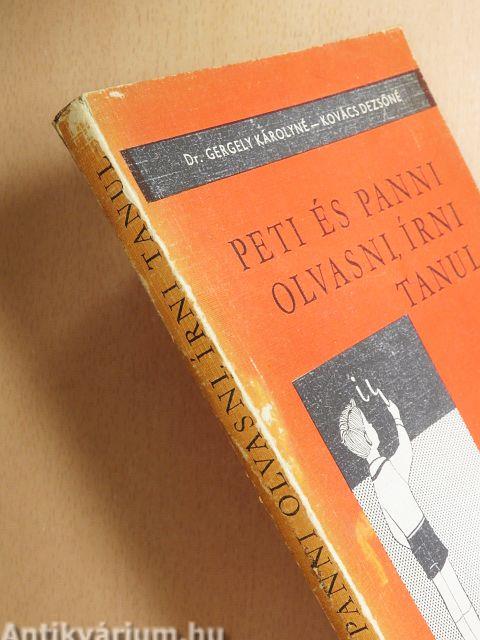 Dr. GERGELY KÁROLYNÉ — KOVÁCS DEZSŐNÉ
PETI ÉS PANNI
OLVASNI, ÍRNI
TANUL
i i
PANNI OLVASNI, ÍRNI TANUL
Antikvárium.hu